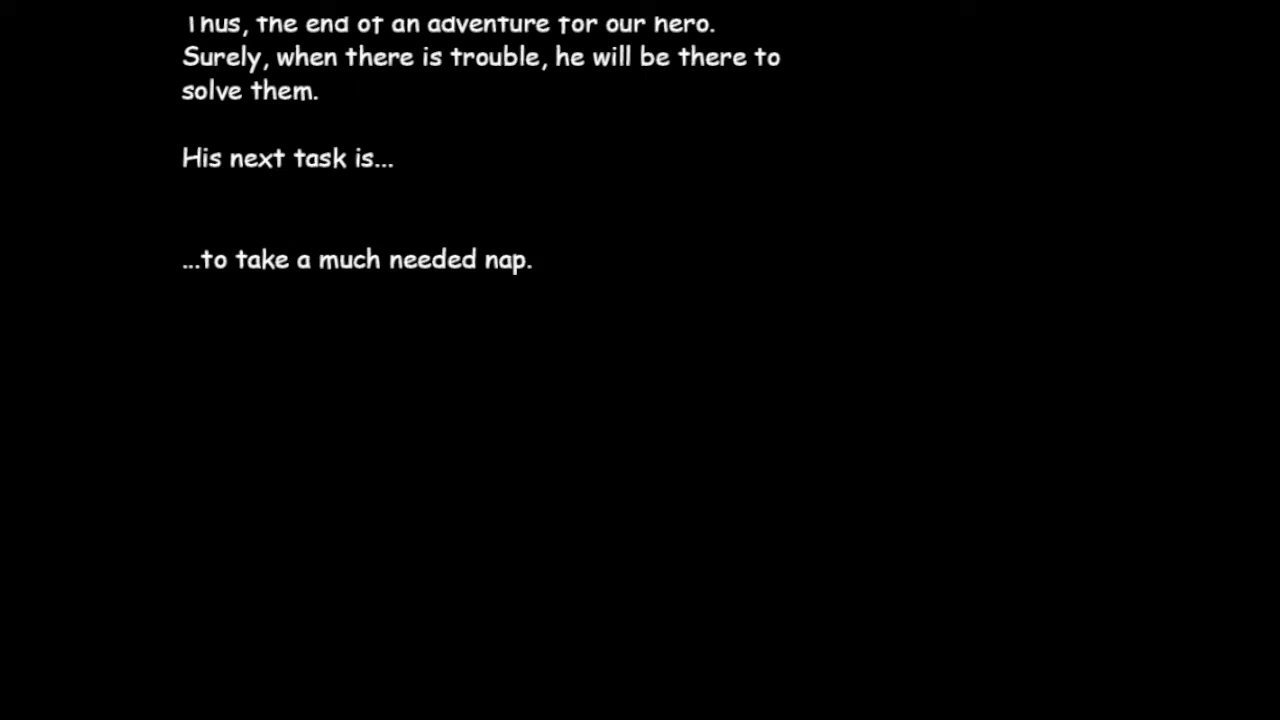 Thus, the end of an adventure for our hero.
Surely, when there is trouble, he will be there to
solve them.
His next task is...
...to take a much needed nap.